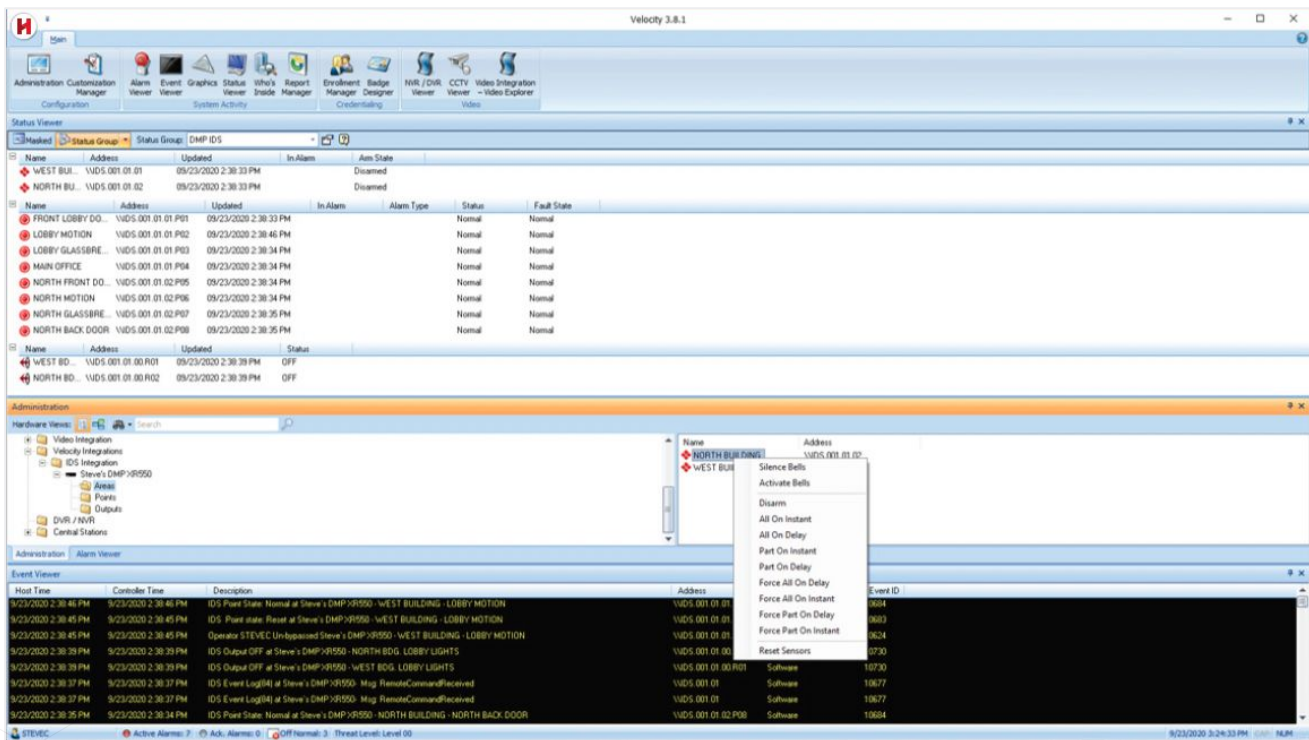 Velocity 3.8.1
Main
Administration Customization Manager Alarm Viewer Event Viewer Graphics Status Viewer Who's Inside Report Manager Enrollment Manager Badge Designer NVR / DVR Viewer CCTV Viewer Video Integration - Video Explorer
Configuration System Activity Credentialing Video
Status Viewer
Masked Status Group Status Group: DMP IDS
Name Address Updated In Alarm Arm State
WEST BUI... \\IDS.001.01.01 09/23/2020 2:38:33 PM Disarmed
NORTH BU... \\IDS.001.01.02 09/23/2020 2:38:33 PM Disarmed
Name Address Updated In Alarm Alarm Type Status Fault State
FRONT LOBBY DO... \\IDS.001.01.01.P01 09/23/2020 2:38:33 PM Normal Normal
LOBBY MOTION \\IDS.001.01.01.P02 09/23/2020 2:38:46 PM Normal Normal
LOBBY GLASSBRE... \\IDS.001.01.01.P03 09/23/2020 2:38:34 PM Normal Normal
MAIN OFFICE \\IDS.001.01.01.P04 09/23/2020 2:38:34 PM Normal Normal
NORTH FRONT DO... \\IDS.001.01.02.P05 09/23/2020 2:38:34 PM Normal Normal
NORTH MOTION \\IDS.001.01.02.P06 09/23/2020 2:38:34 PM Normal Normal
NORTH GLASSBRE... \\IDS.001.01.02.P07 09/23/2020 2:38:35 PM Normal Normal
NORTH BACK DOOR \\IDS.001.01.02.P08 09/23/2020 2:38:35 PM Normal Normal
Name Address Updated Status
WEST BD... \\IDS.001.01.00.R01 09/23/2020 2:38:39 PM OFF
NORTH BD... \\IDS.001.01.00.R02 09/23/2020 2:38:39 PM OFF
Administration
Hardware Views: Search
Video Integration
Velocity Integrations
IDS Integration
Steve's DMP XR550
Areas
Points
Outputs
DVR / NVR
Central Stations
Name Address
NORTH BUILDING \\IDS.001.01.02
WEST BUI
Silence Bells
Activate Bells
Disarm
All On Instant
All On Delay
Part On Instant
Part On Delay
Force All On Delay
Force All On Instant
Force Part On Delay
Force Part On Instant
Reset Sensors
Administration Alarm Viewer
Event Viewer
Host Time Controller Time Description Address Event ID
9/23/2020 2:38:46 PM 9/23/2020 2:38:46 PM IDS Point State: Normal at Steve's DMP XR550 - WEST BUILDING - LOBBY MOTION \\IDS.001.01.01. 0684
9/23/2020 2:38:45 PM 9/23/2020 2:38:45 PM IDS Point state: Reset at Steve's DMP XR550 - WEST BUILDING - LOBBY MOTION \\IDS.001.01.01. 0683
9/23/2020 2:38:45 PM 9/23/2020 2:38:45 PM Operator STEVEC Un-bypassed Steve's DMP XR550 - WEST BUILDING - LOBBY MOTION \\IDS.001.01.01. 0624
9/23/2020 2:38:39 PM 9/23/2020 2:38:39 PM IDS Output OFF at Steve's DMP XR550 - NORTH BDG. LOBBY LIGHTS \\IDS.001.01.00. 0730
9/23/2020 2:38:39 PM 9/23/2020 2:38:39 PM IDS Output OFF at Steve's DMP XR550 - WEST BDG. LOBBY LIGHTS \\IDS.001.01.00.R01 Software 10730
9/23/2020 2:38:37 PM 9/23/2020 2:38:37 PM IDS Event Log(84) at Steve's DMP XR550- Msg: RemoteCommandReceived \\IDS.001.01 Software 10677
9/23/2020 2:38:37 PM 9/23/2020 2:38:37 PM IDS Event Log(84) at Steve's DMP XR550- Msg: RemoteCommandReceived \\IDS.001.01 Software 10677
9/23/2020 2:38:35 PM 9/23/2020 2:38:34 PM IDS Point State: Normal at Steve's DMP XR550 - NORTH BUILDING - NORTH BACK DOOR \\IDS.001.01.02.P08 Software 10684
STEVEC Active Alarms: 7 Ack. Alarms: 0 Off Normal: 3 Threat Level: Level 00 9/23/2020 3:24:33 PM CAP NUM